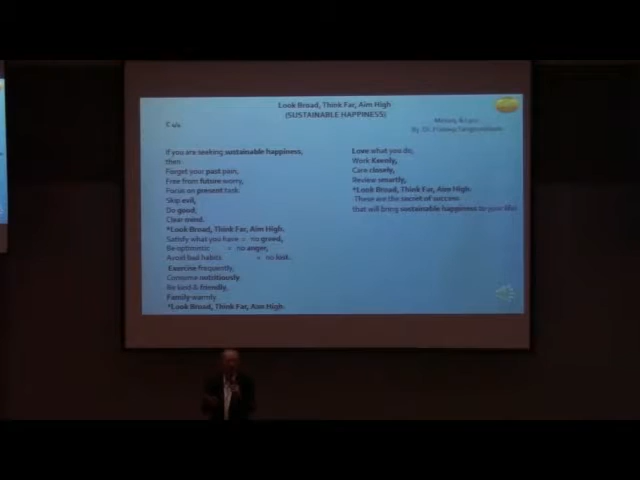 Look Broad, Think Far, Aim High
(SUSTAINABLE HAPPINESS)
By. Dr.
If you are seeking sustainable happiness,
then
Forget your past pain,
Free from future worry,
Focus on present task
Skip evil,
Do good,
Clear mind.
*Look Broad, Think Far, Aim High.
Satisfy what you have = no greed,
Be optimistic = no anger,
Avoid bad habits = no lust.
Exercise frequently,
Consume nutritiously
Be kind & friendly,
Family warmly
*Look Broad, Think Far, Aim High.
Love what you do,
Work Keenly,
Care closely,
Review smartly,
*Look Broad, Think Far, Aim High.
These are the secret of success
that will bring sustainable happiness to your life!